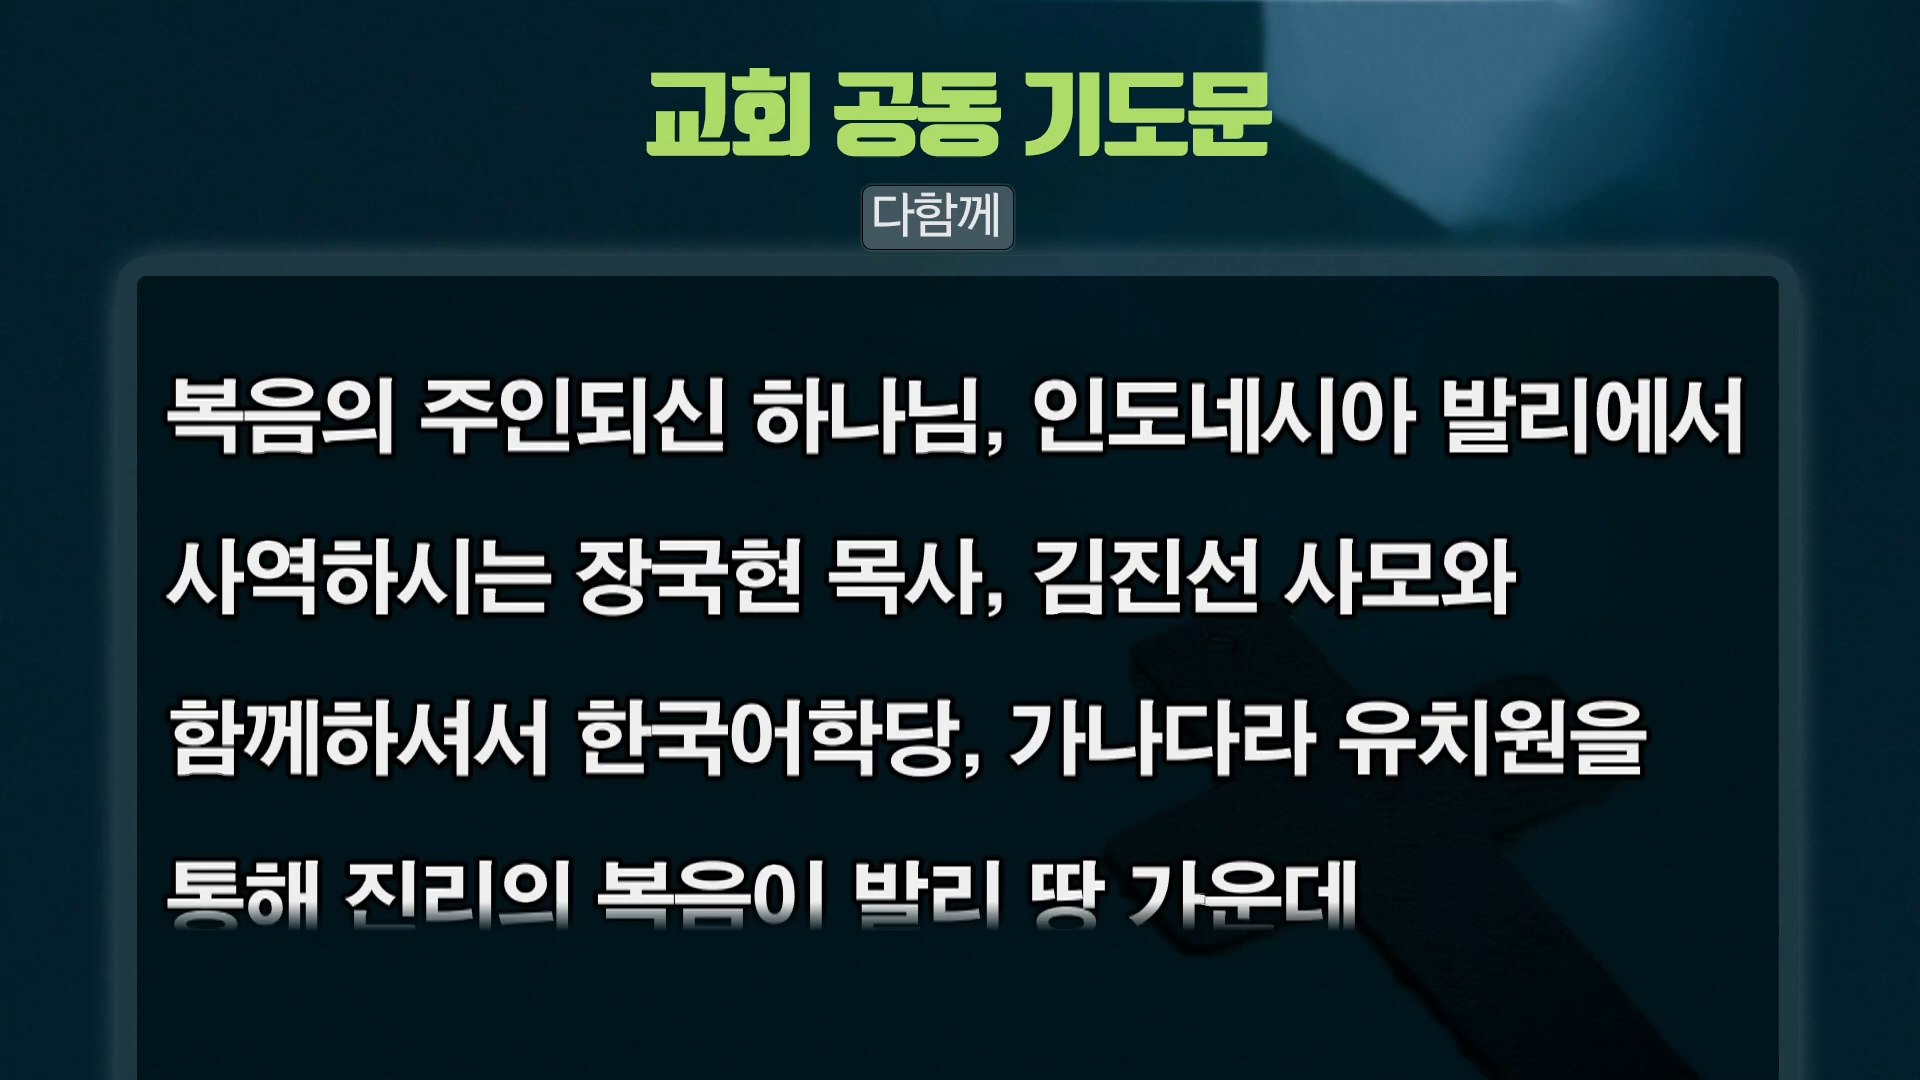 교회 공동 기도문
다함께
복음의 주인되신 하나님, 인도네시아 발리에서
사역하시는 장국현 목사, 김진선 사모와
함께하셔서 한국어학당, 가나다라 유치원을
통해 진리의 복음이 발리 땅 가운데